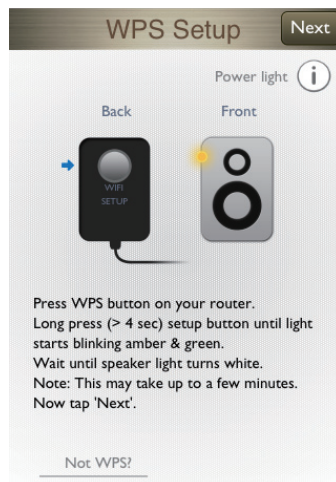 WPS Setup
Next
Power light i
Back Front
WIFI
SETUP
Press WPS button on your router.
Long press (> 4 sec) setup button until light
starts blinking amber & green.
Wait until speaker light turns white.
Note: This may take up to a few minutes.
Now tap 'Next'.
Not WPS?